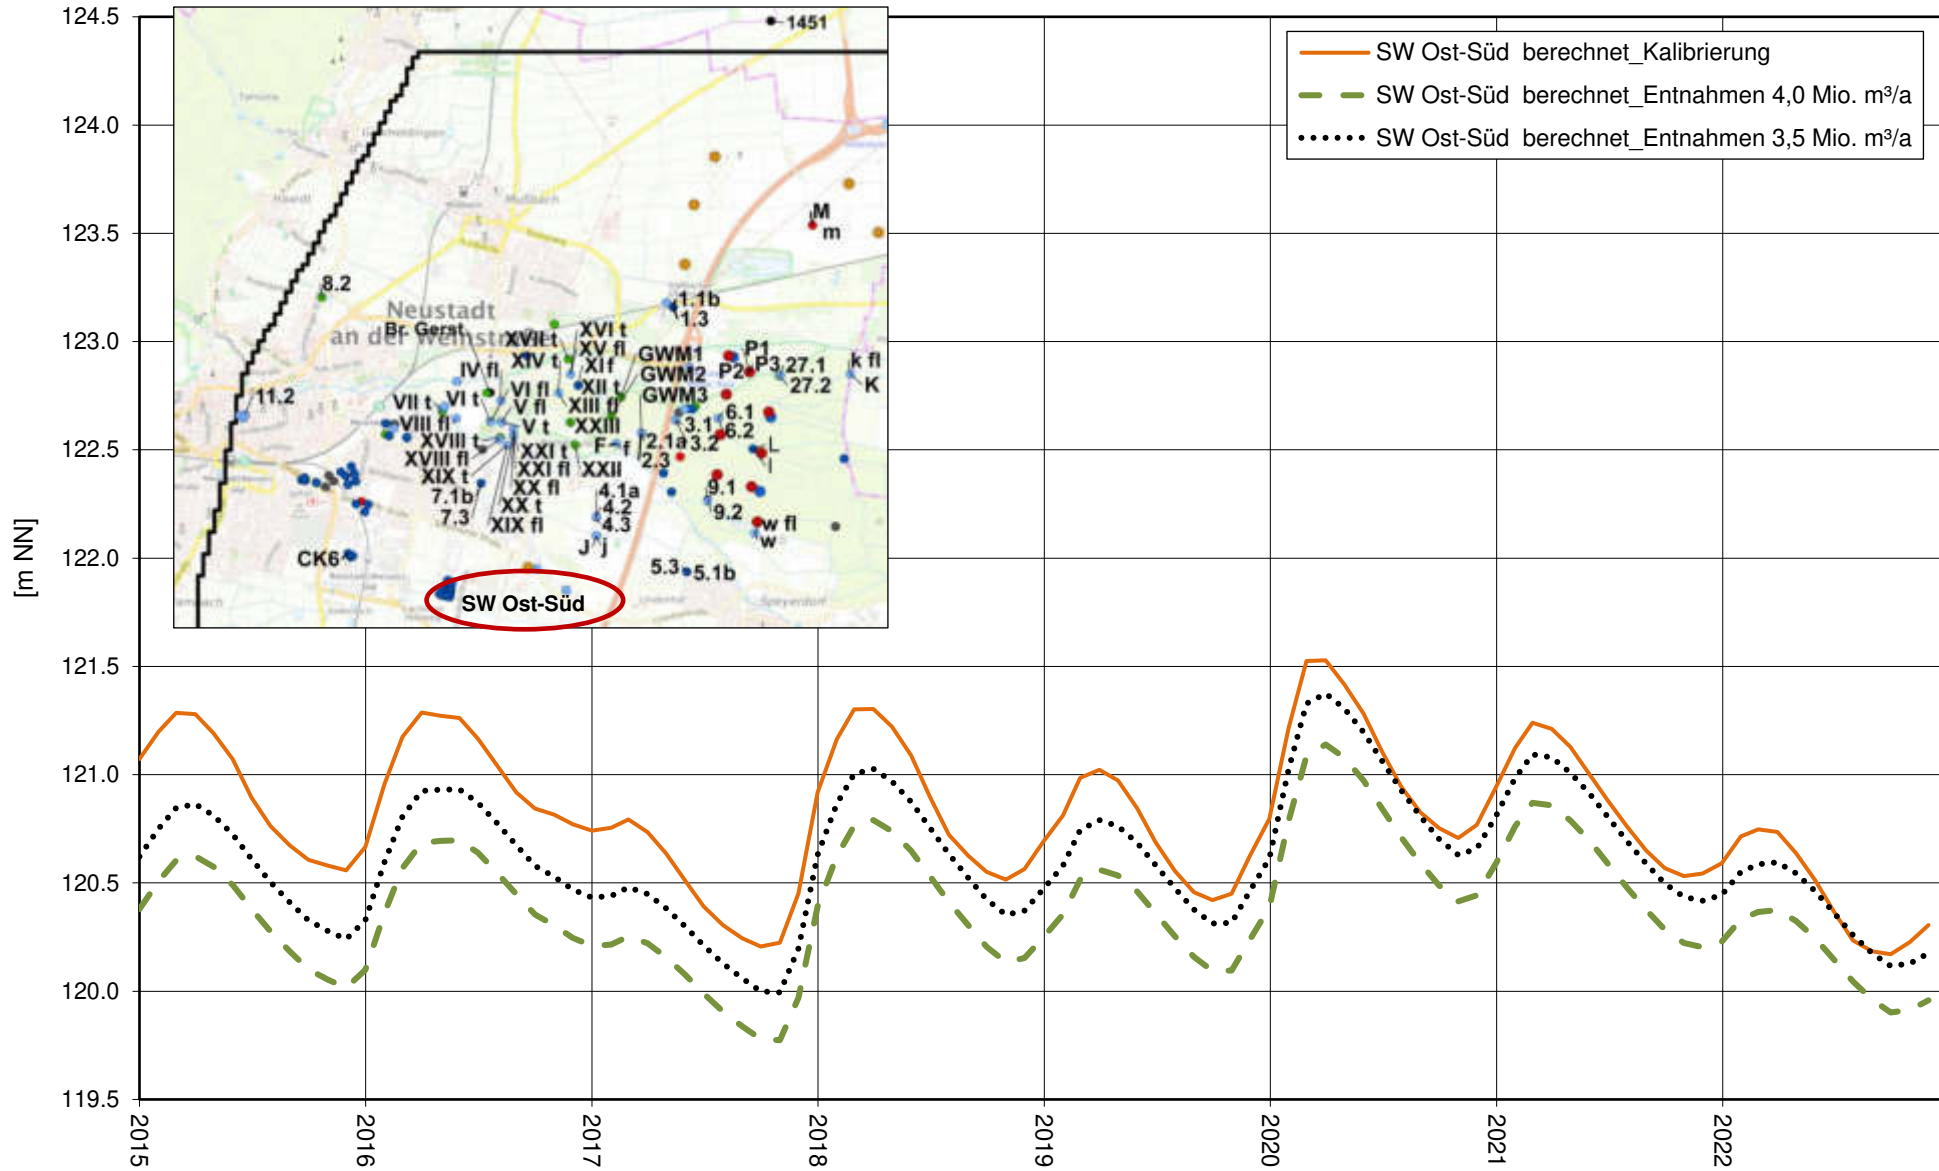 124.5
124.0
123.5
123.0
122.5
122.0
121.5
121.0
120.5
120.0
119.5
[m NN]
2015
2016
2017
2018
2019
2020
2021
2022
SW Ost-Süd berechnet_Kalibrierung
SW Ost-Süd berechnet_Entnahmen 4,0 Mio. m³/a
SW Ost-Süd berechnet_Entnahmen 3,5 Mio. m³/a
1451
M
m
8.2
Neustadt
an der Weinstraße
Br. Gerst
Mußbach
Haardt
1.1b
1.3
XVII t
XVI t
XV fl
XIV t
XI f
GWM1
GWM2
GWM3
P1
P2
P3
27.1
27.2
k fl
K
11.2
IV fl
VI fl
XII t
XIII fl
VII t
VI t
V fl
VIII fl
V t
XXIII
6.1
6.2
3.1
3.2
XVIII t
XVIII fl
XXI t
XXI fl
F
f
2.1a
2.3
L
l
XIX t
XX fl
XXII
7.1b
7.3
XX t
XIX fl
4.1a
4.2
4.3
9.1
9.2
J
j
w fl
w
CK6
5.3
5.1b
SW Ost-Süd
Speyerdorf